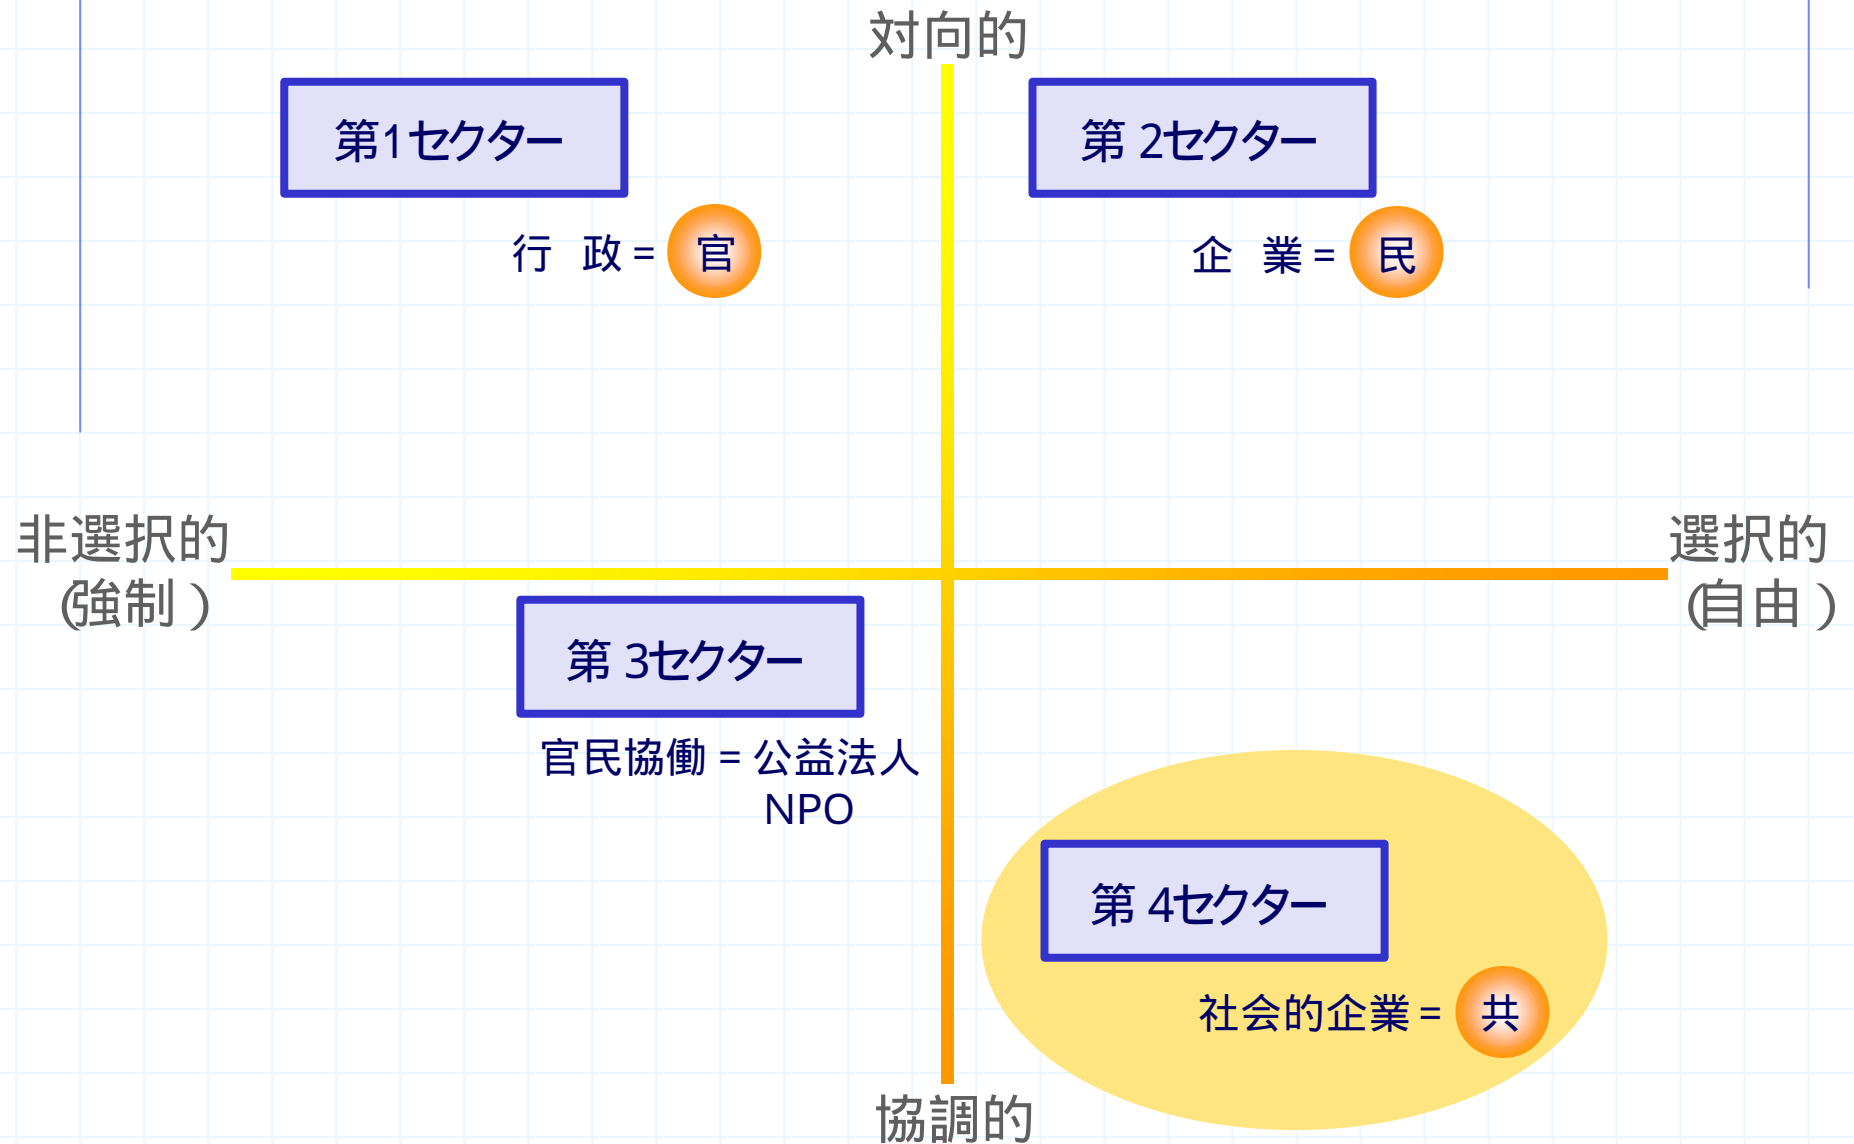 対向的
第1セクター
第2セクター
行 政 = 官
企 業 = 民
非選択的
(強制)
選択的
(自由)
第3セクター
官民協働 = 公益法人
NPO
第4セクター
社会的企業 = 共
協調的